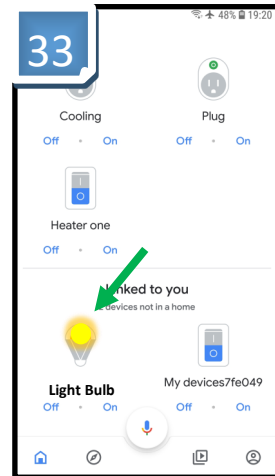 33
48% 19:20
Cooling Plug
Off • On Off • On
Heater one
Off • On
nked to you
devices not in a home
Light Bulb My devices7fe049
Off • On Off • On